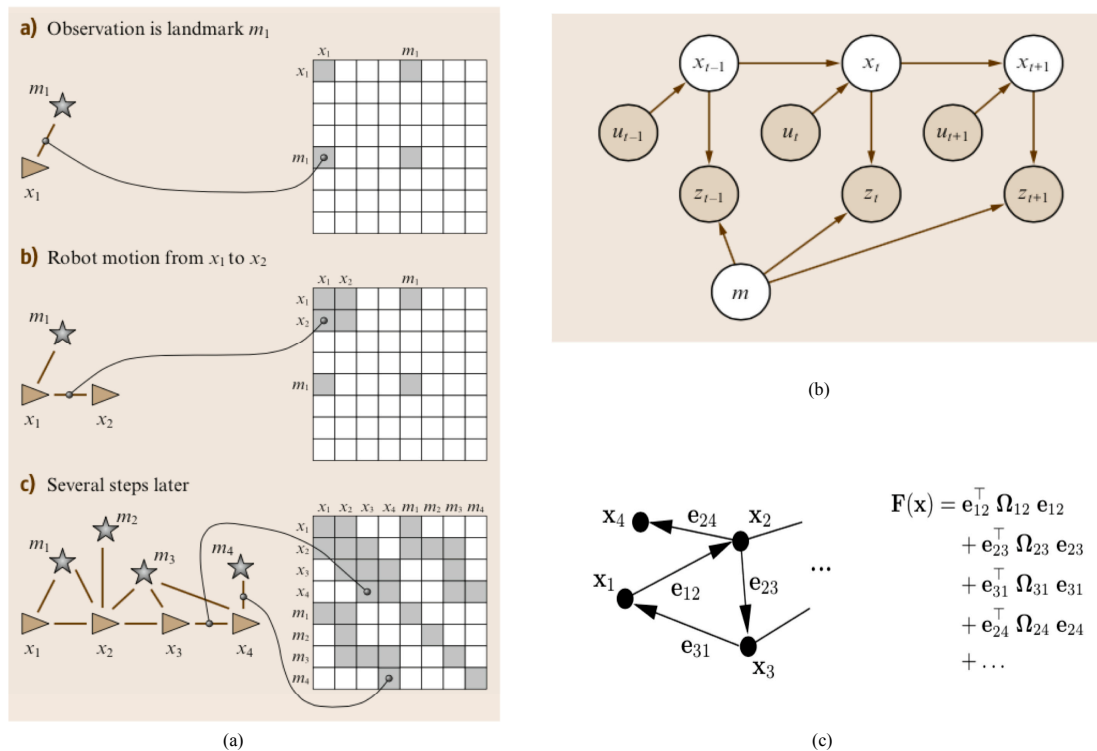 a) Observation is landmark m₁
x₁ m₁
x₁
m₁
m₁
x₁
b) Robot motion from x₁ to x₂
x₁ x₂ m₁
x₁
x₂
m₁
m₁
x₁ x₂
c) Several steps later
x₁ x₂ x₃ x₄ m₁ m₂ m₃ m₄
x₁
x₂
x₃
x₄
m₁
m₂
m₃
m₄
m₂
m₁ m₃ m₄
x₁ x₂ x₃ x₄
(a)
xₜ₋₁ xₜ xₜ₊₁
uₜ₋₁ uₜ uₜ₊₁
zₜ₋₁ zₜ zₜ₊₁
m
(b)
x₄ e₂₄ x₂
e₂₃ ...
x₁ e₁₂
e₃₁ x₃
F(x) = e₁₂^⊤ Ω₁₂ e₁₂
+ e₂₃^⊤ Ω₂₃ e₂₃
+ e₃₁^⊤ Ω₃₁ e₃₁
+ e₂₄^⊤ Ω₂₄ e₂₄
+ ...
(c)